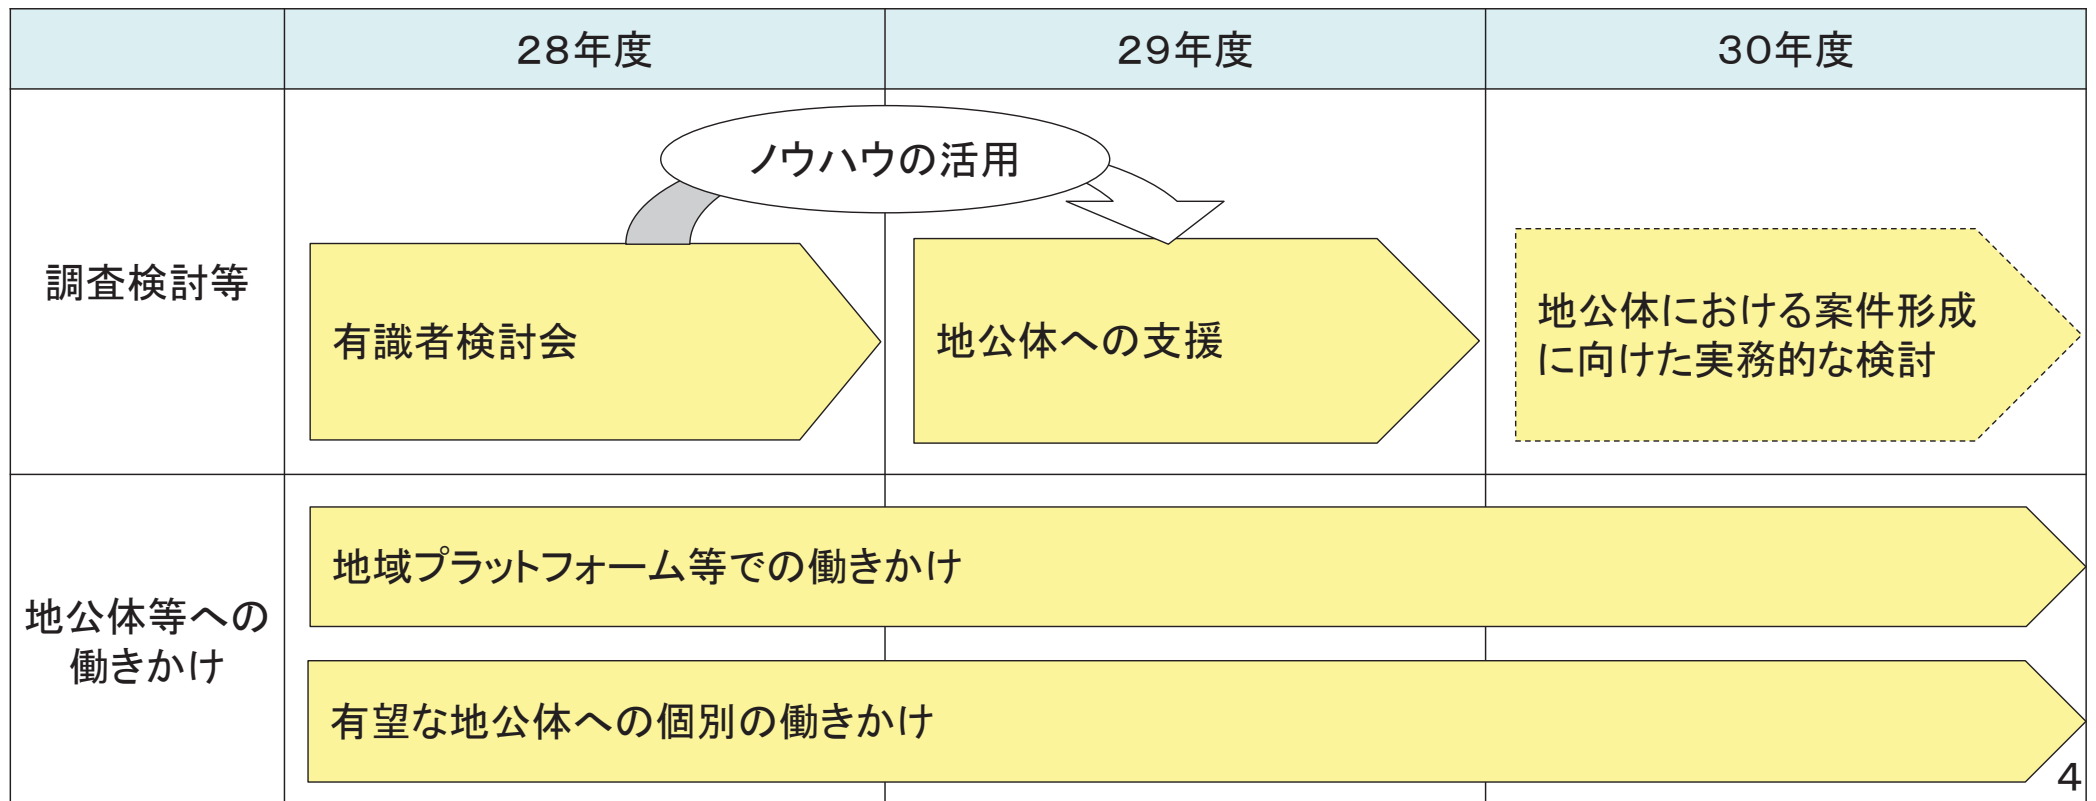 28年度
29年度
30年度
ノウハウの活用
調査検討等
有識者検討会
地公体への支援
地公体における案件形成
に向けた実務的な検討
地公体等への
働きかけ
地域プラットフォーム等での働きかけ
有望な地公体への個別の働きかけ
4